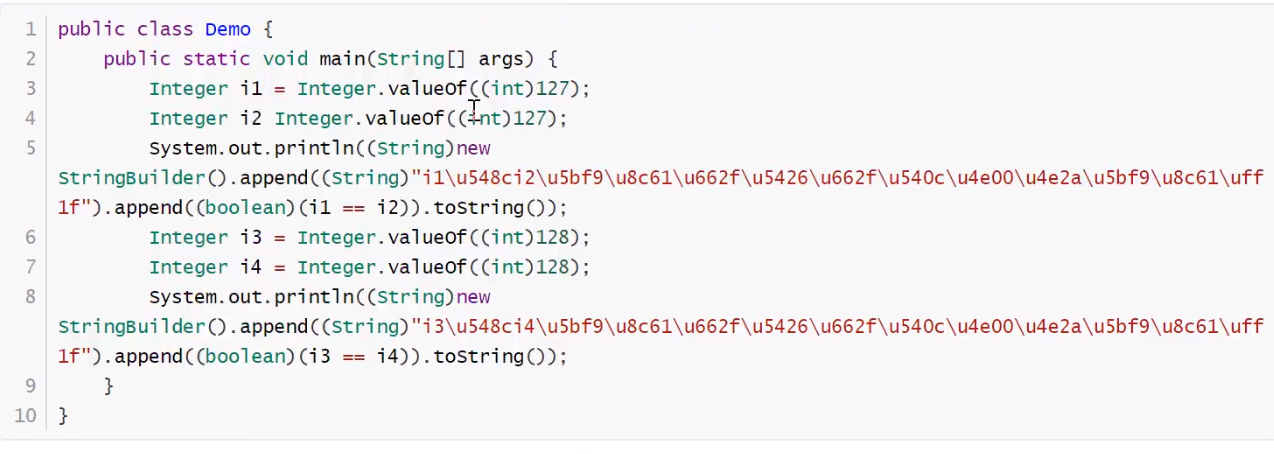 1 public class Demo {
2 public static void main(String[] args) {
3 Integer i1 = Integer.valueOf((int)127);
4 Integer i2 Integer.valueOf((int)127);
5 System.out.println((String)new
StringBuilder().append((String)"i1\u548ci2\u5bf9\u8c61\u662f\u5426\u662f\u540c\u4e00\u4e2a\u5bf9\u8c61\uff
1f").append((boolean)(i1 == i2)).toString());
6 Integer i3 = Integer.valueOf((int)128);
7 Integer i4 = Integer.valueOf((int)128);
8 System.out.println((String)new
StringBuilder().append((String)"i3\u548ci4\u5bf9\u8c61\u662f\u5426\u662f\u540c\u4e00\u4e2a\u5bf9\u8c61\uff
1f").append((boolean)(i3 == i4)).toString());
9 }
10 }